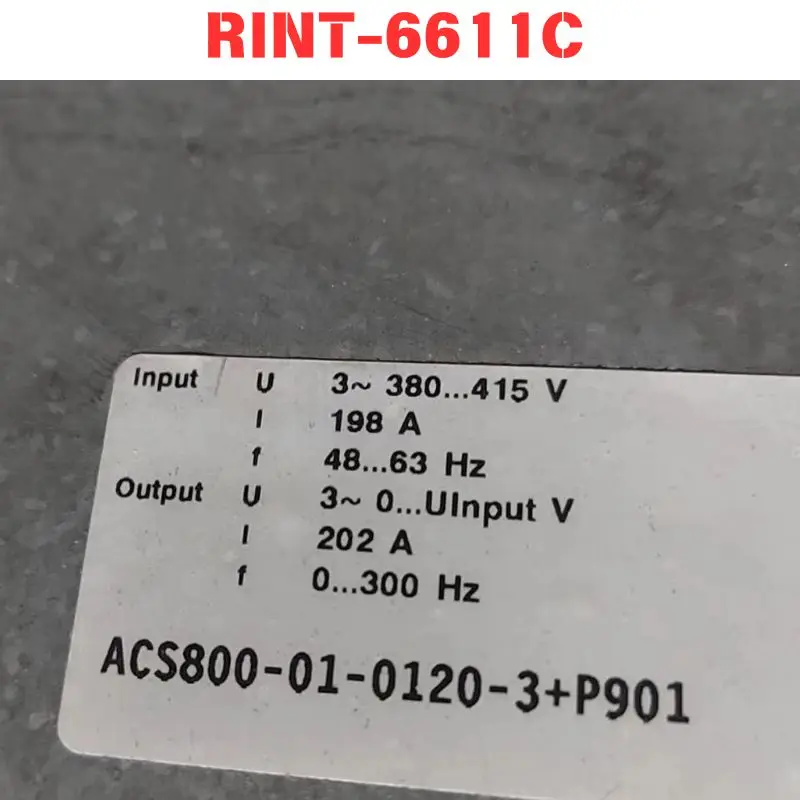 RINT-6611C
Input U 3~ 380...415 V
I 198 A
f 48...63 Hz
Output U 3~ 0...UInput V
I 202 A
f 0...300 Hz
ACS800-01-0120-3+P901